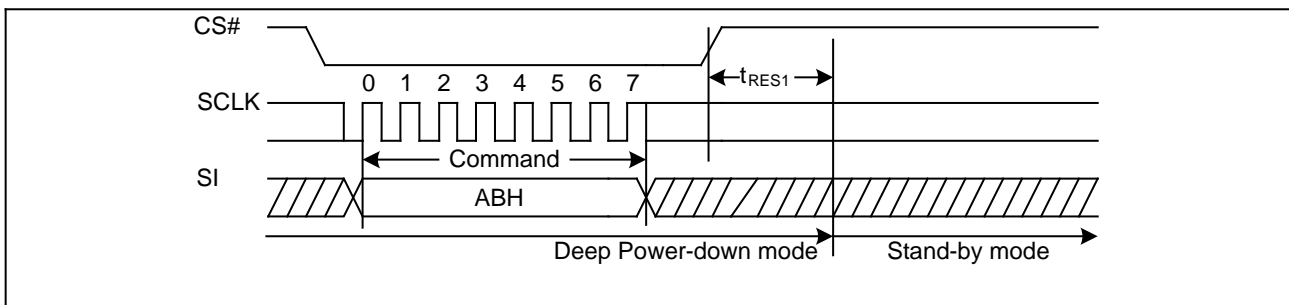 CS#
tRES1
0 1 2 3 4 5 6 7
SCLK
Command
SI
ABH
Deep Power-down mode Stand-by mode